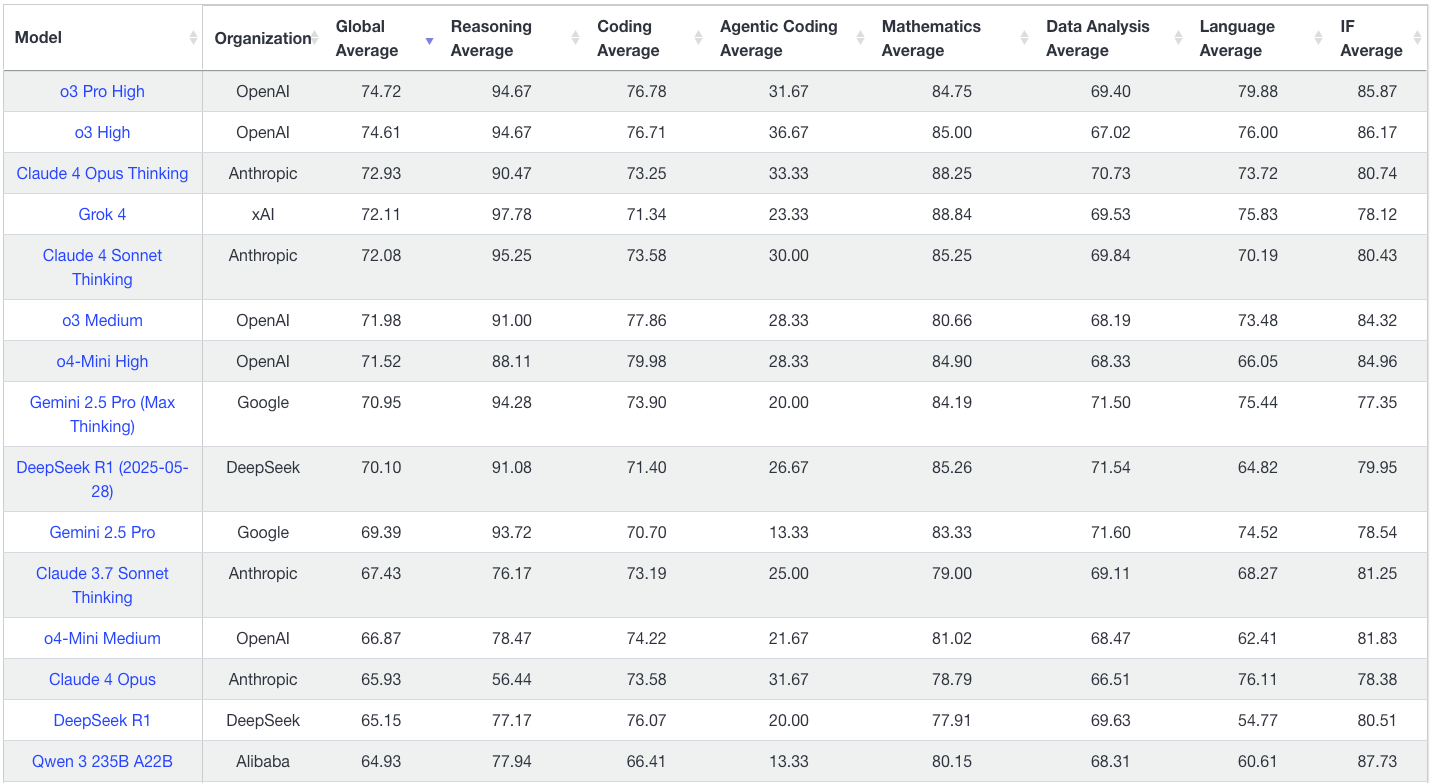 Model Organization Global Average Reasoning Average Coding Average Agentic Coding Average Mathematics Average Data Analysis Average Language Average IF Average
o3 Pro High OpenAI 74.72 94.67 76.78 31.67 84.75 69.40 79.88 85.87
o3 High OpenAI 74.61 94.67 76.71 36.67 85.00 67.02 76.00 86.17
Claude 4 Opus Thinking Anthropic 72.93 90.47 73.25 33.33 88.25 70.73 73.72 80.74
Grok 4 xAI 72.11 97.78 71.34 23.33 88.84 69.53 75.83 78.12
Claude 4 Sonnet Thinking Anthropic 72.08 95.25 73.58 30.00 85.25 69.84 70.19 80.43
o3 Medium OpenAI 71.98 91.00 77.86 28.33 80.66 68.19 73.48 84.32
o4-Mini High OpenAI 71.52 88.11 79.98 28.33 84.90 68.33 66.05 84.96
Gemini 2.5 Pro (Max Thinking) Google 70.95 94.28 73.90 20.00 84.19 71.50 75.44 77.35
DeepSeek R1 (2025-05-28) DeepSeek 70.10 91.08 71.40 26.67 85.26 71.54 64.82 79.95
Gemini 2.5 Pro Google 69.39 93.72 70.70 13.33 83.33 71.60 74.52 78.54
Claude 3.7 Sonnet Thinking Anthropic 67.43 76.17 73.19 25.00 79.00 69.11 68.27 81.25
o4-Mini Medium OpenAI 66.87 78.47 74.22 21.67 81.02 68.47 62.41 81.83
Claude 4 Opus Anthropic 65.93 56.44 73.58 31.67 78.79 66.51 76.11 78.38
DeepSeek R1 DeepSeek 65.15 77.17 76.07 20.00 77.91 69.63 54.77 80.51
Qwen 3 235B A22B Alibaba 64.93 77.94 66.41 13.33 80.15 68.31 60.61 87.73